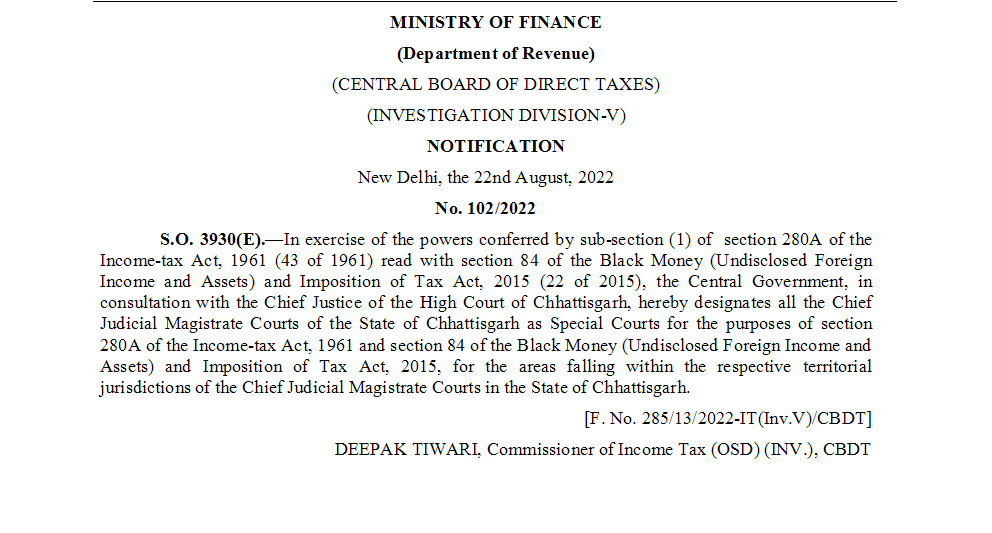 MINISTRY OF FINANCE
(Department of Revenue)
(CENTRAL BOARD OF DIRECT TAXES)
(INVESTIGATION DIVISION-V)
NOTIFICATION
New Delhi, the 22nd August, 2022
No. 102/2022
S.O. 3930(E).—In exercise of the powers conferred by sub-section (1) of section 280A of the
Income-tax Act, 1961 (43 of 1961) read with section 84 of the Black Money (Undisclosed Foreign
Income and Assets) and Imposition of Tax Act, 2015 (22 of 2015), the Central Government, in
consultation with the Chief Justice of the High Court of Chhattisgarh, hereby designates all the Chief
Judicial Magistrate Courts of the State of Chhattisgarh as Special Courts for the purposes of section
280A of the Income-tax Act, 1961 and section 84 of the Black Money (Undisclosed Foreign Income and
Assets) and Imposition of Tax Act, 2015, for the areas falling within the respective territorial
jurisdictions of the Chief Judicial Magistrate Courts in the State of Chhattisgarh.
[F. No. 285/13/2022-IT(Inv.V)/CBDT]
DEEPAK TIWARI, Commissioner of Income Tax (OSD) (INV.), CBDT